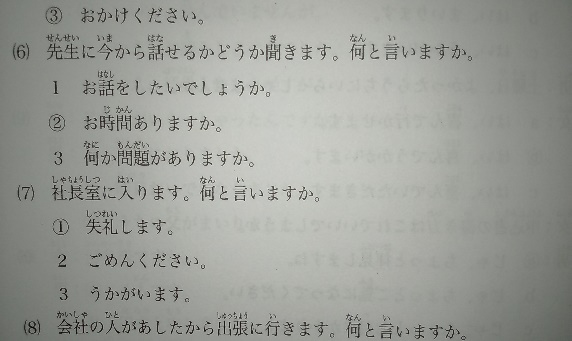 ③ おかけください。
(6) 先生に今から話せるかどうか聞きます。何と言いますか。
1 お話をしたいでしょうか。
② お時間ありますか。
3 何か問題がありますか。
(7) 社長室に入ります。何と言いますか。
① 失礼します。
2 ごめんください。
3 うかがいます。
(8) 会社の人があしたから出張に行きます。何と言いますか。